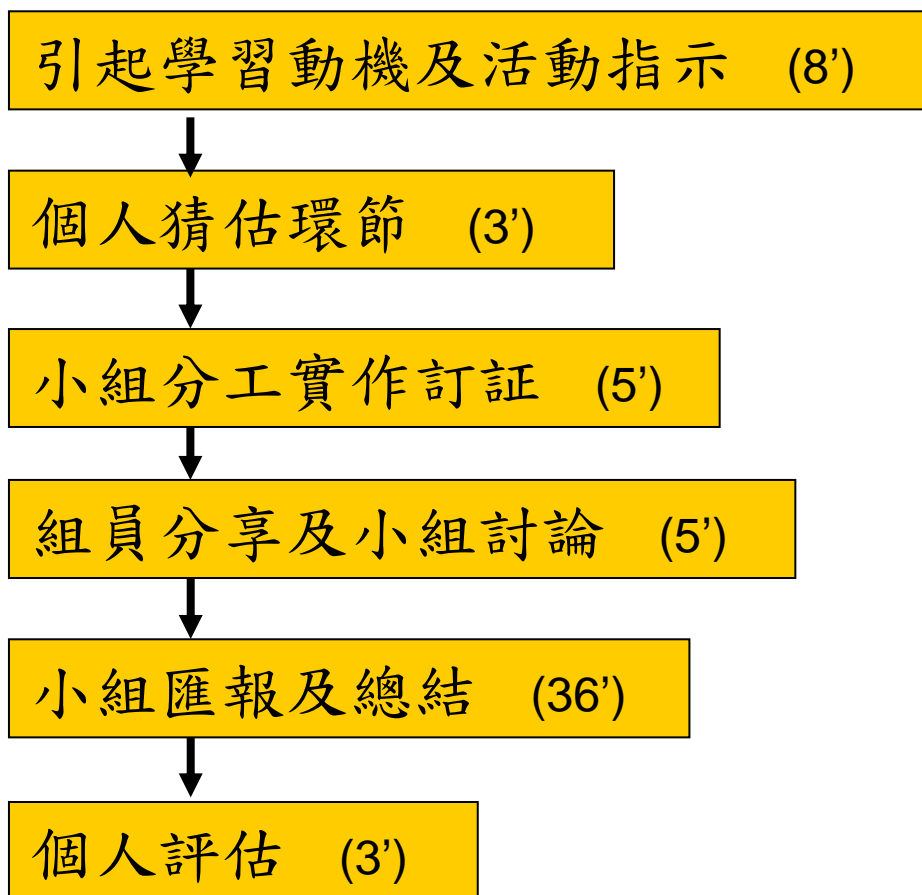 引起學習動機及活動指示 (8’)
個人猜估環節 (3’)
小組分工實作訂証 (5’)
組員分享及小組討論 (5’)
小組匯報及總結 (36’)
個人評估 (3’)